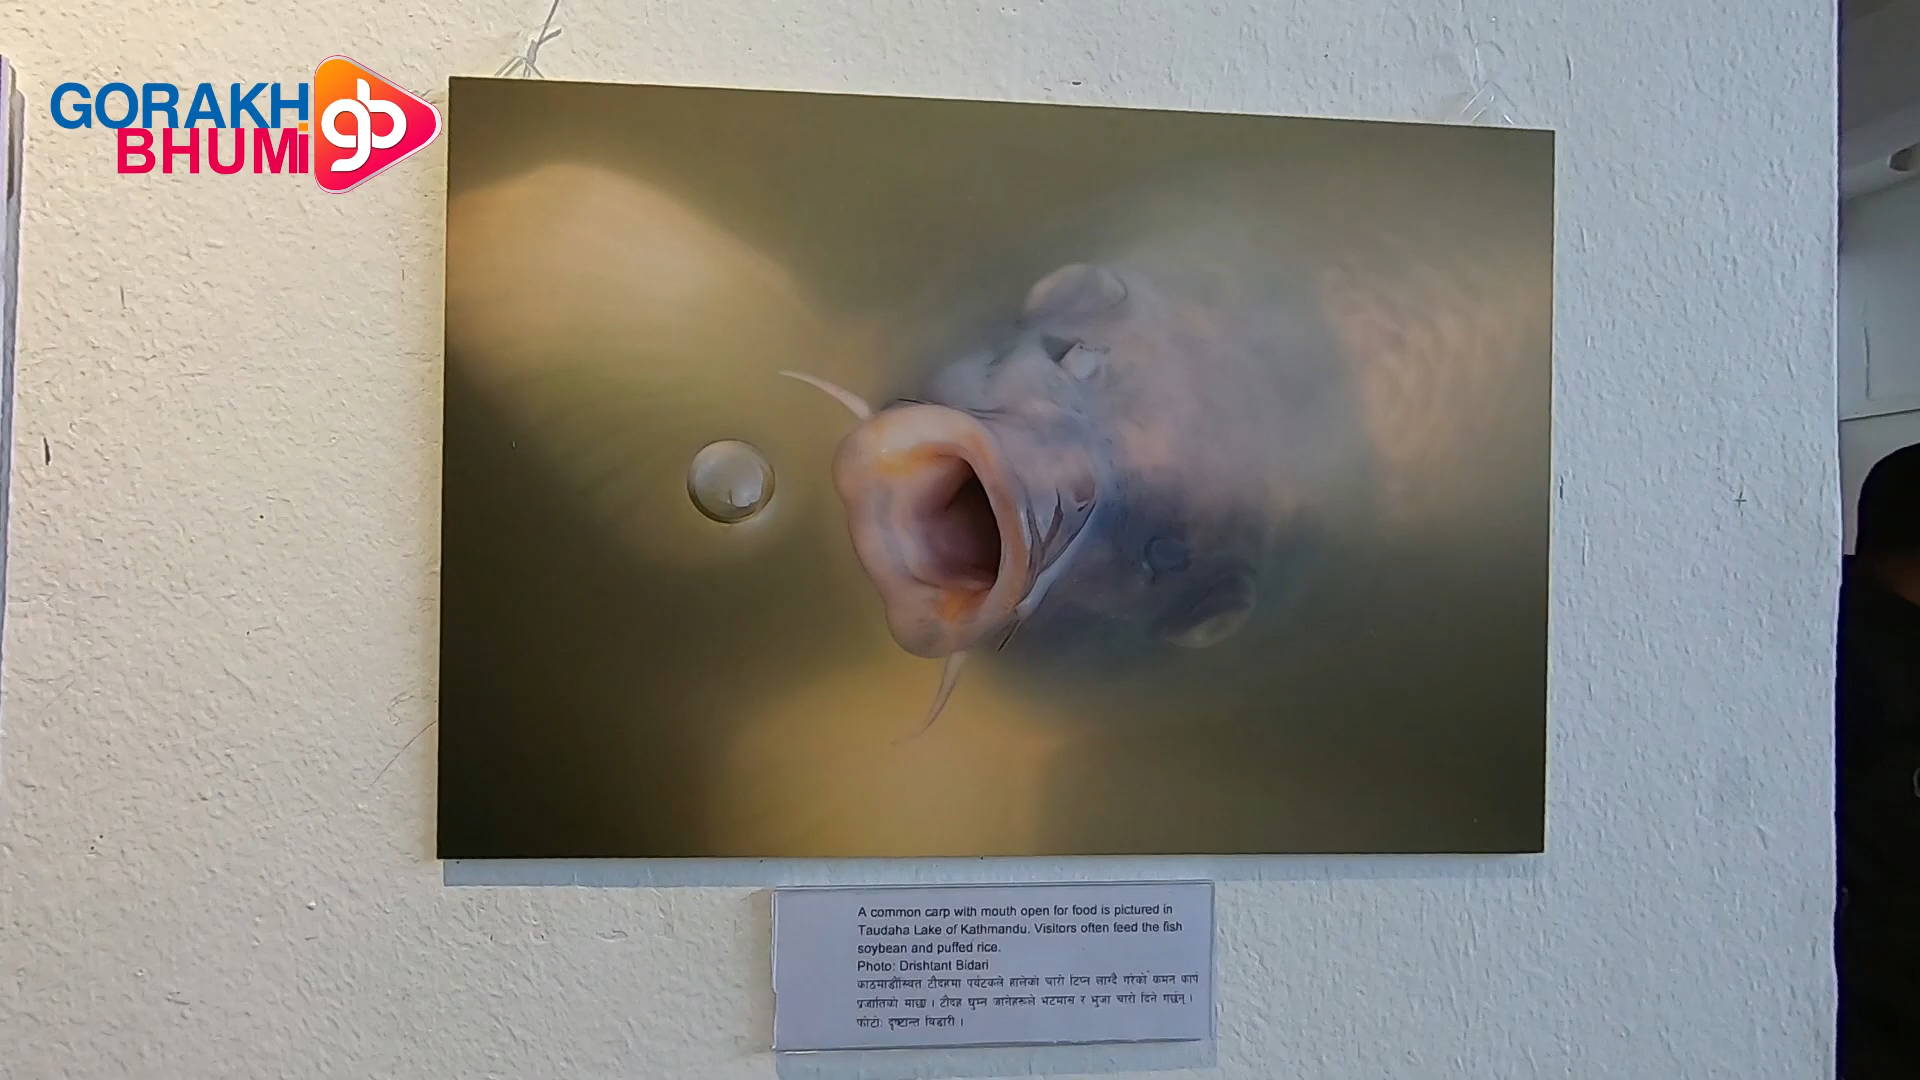 GORAKH
BHUMi
gb
A common carp with mouth open for food is pictured in
Taudaha Lake of Kathmandu. Visitors often feed the fish
soybean and puffed rice.
Photo: Drishtant Bidari
काठमाडौंस्थित टौदहमा पर्यटकले हालेको चारो टिप्न लाग्दै गरेको कमन कार्प
प्रजातिको माछा । टौदह घुम्न जानेहरूले भटमास र भुजा चारो दिने गर्छन् ।
फोटोः दृष्टान्त बिडारी ।